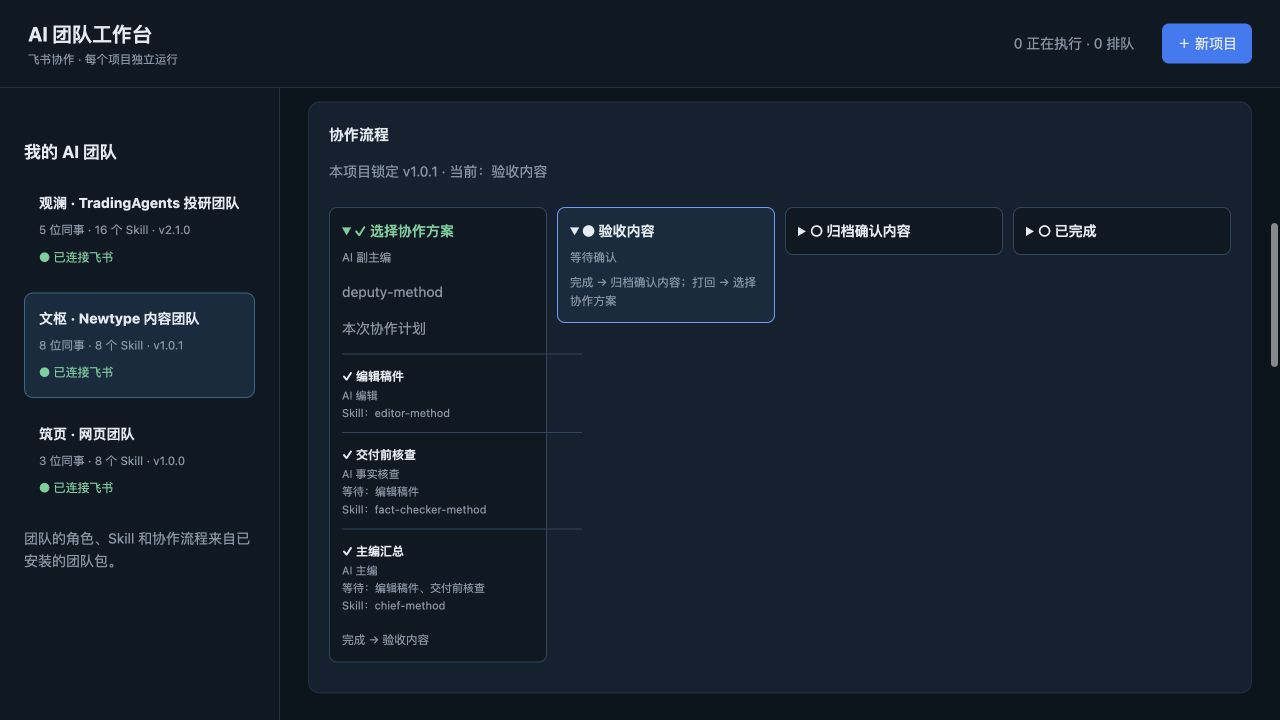 AI 团队工作台
飞书协作 · 每个项目独立运行
0 正在执行 · 0 排队
＋ 新项目
我的 AI 团队
观澜 · TradingAgents 投研团队
5 位同事 · 16 个 Skill · v2.1.0
已连接飞书
文枢 · Newtype 内容团队
8 位同事 · 8 个 Skill · v1.0.1
已连接飞书
筑页 · 网页团队
3 位同事 · 8 个 Skill · v1.0.0
已连接飞书
团队的角色、Skill 和协作流程来自已
安装的团队包。
协作流程
本项目锁定 v1.0.1 · 当前：验收内容
▼ ✓ 选择协作方案
AI 副主编
deputy-method
本次协作计划
✓ 编辑稿件
AI 编辑
Skill：editor-method
✓ 交付前核查
AI 事实核查
等待：编辑稿件
Skill：fact-checker-method
✓ 主编汇总
AI 主编
等待：编辑稿件、交付前核查
Skill：chief-method
完成 → 验收内容
▼ ● 验收内容
等待确认
完成 → 归档确认内容；打回 → 选择
协作方案
▶ ○ 归档确认内容
▶ ○ 已完成